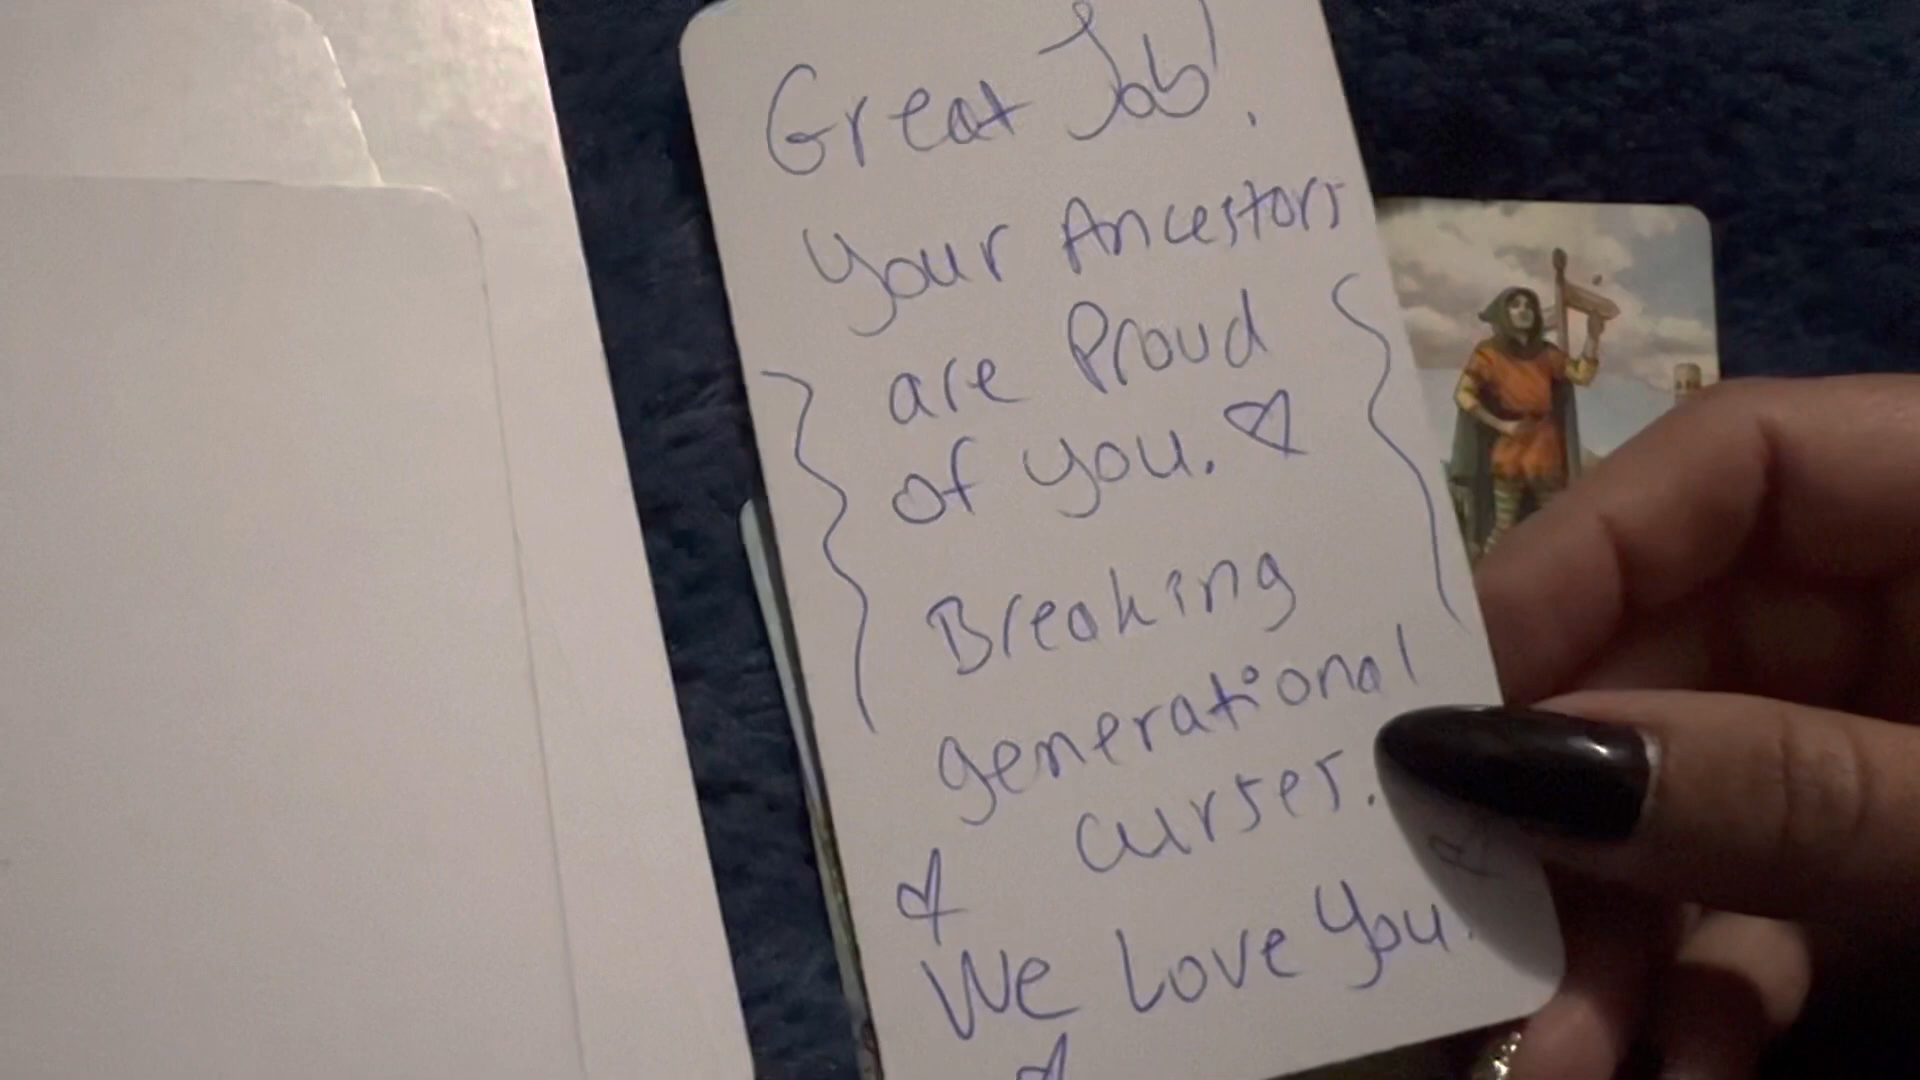 Great Job!
Your Ancestors
are Proud
of you. ♡
Breaking
generational
curses.
♡
We Love You.
♡